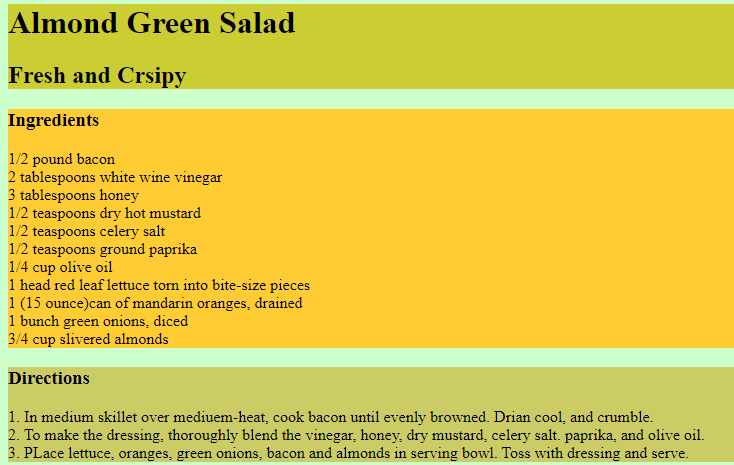 Almond Green Salad
Fresh and Crsipy
Ingredients
1/2 pound bacon
2 tablespoons white wine vinegar
3 tablespoons honey
1/2 teaspoons dry hot mustard
1/2 teaspoons celery salt
1/2 teaspoons ground paprika
1/4 cup olive oil
1 head red leaf lettuce torn into bite-size pieces
1 (15 ounce)can of mandarin oranges, drained
1 bunch green onions, diced
3/4 cup slivered almonds
Directions
1. In medium skillet over mediuem-heat, cook bacon until evenly browned. Drian cool, and crumble.
2. To make the dressing, thoroughly blend the vinegar, honey, dry mustard, celery salt. paprika, and olive oil.
3. PLace lettuce, oranges, green onions, bacon and almonds in serving bowl. Toss with dressing and serve.